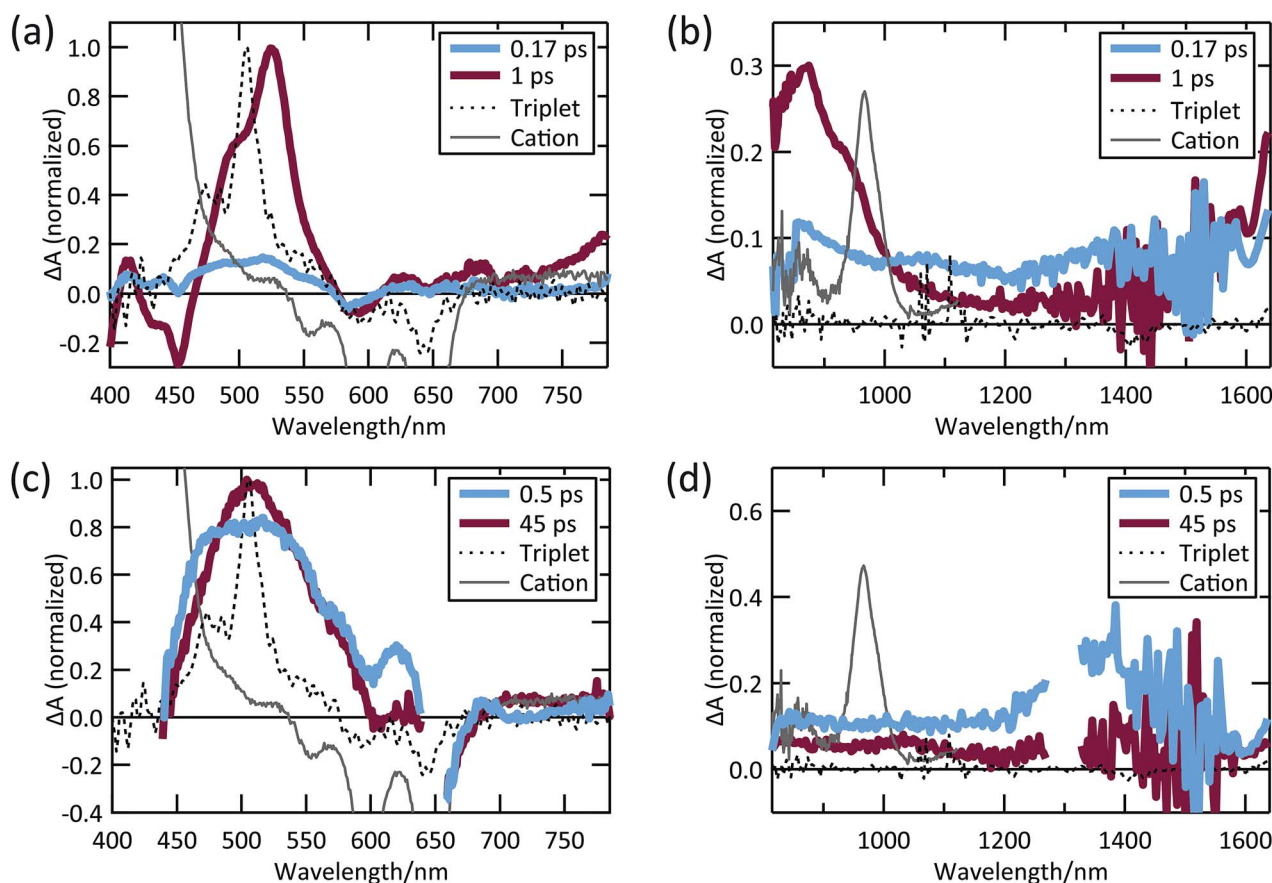 (a)
ΔA (normalized)
1.0
0.8
0.6
0.4
0.2
0.0
-0.2
0.17 ps
1 ps
Triplet
Cation
400 450 500 550 600 650 700 750
Wavelength/nm
(b)
ΔA (normalized)
0.3
0.2
0.1
0.0
0.17 ps
1 ps
Triplet
Cation
1000 1200 1400 1600
Wavelength/nm
(c)
ΔA (normalized)
1.0
0.8
0.6
0.4
0.2
0.0
-0.2
-0.4
0.5 ps
45 ps
Triplet
Cation
400 450 500 550 600 650 700 750
Wavelength/nm
(d)
ΔA (normalized)
0.6
0.4
0.2
0.0
0.5 ps
45 ps
Triplet
Cation
1000 1200 1400 1600
Wavelength/nm